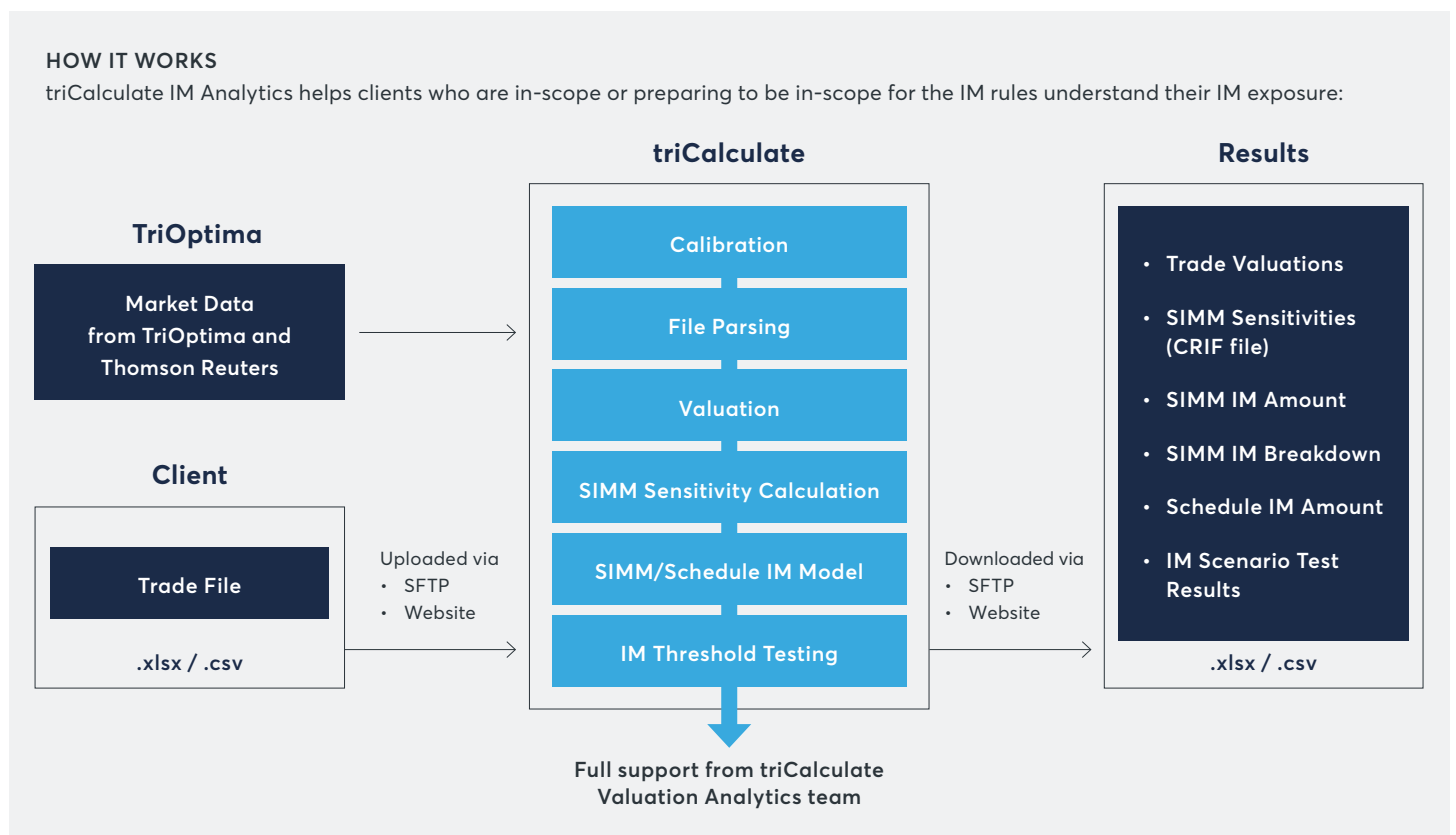 HOW IT WORKS
triCalculate IM Analytics helps clients who are in-scope or preparing to be in-scope for the IM rules understand their IM exposure:
TriOptima
Market Data
from TriOptima and
Thomson Reuters
Client
Trade File
.xlsx / .csv
Uploaded via
• SFTP
• Website
triCalculate
Calibration
File Parsing
Valuation
SIMM Sensitivity Calculation
SIMM/Schedule IM Model
IM Threshold Testing
Full support from triCalculate
Valuation Analytics team
Downloaded via
• SFTP
• Website
Results
• Trade Valuations
• SIMM Sensitivities
(CRIF file)
• SIMM IM Amount
• SIMM IM Breakdown
• Schedule IM Amount
• IM Scenario Test
Results
.xlsx / .csv